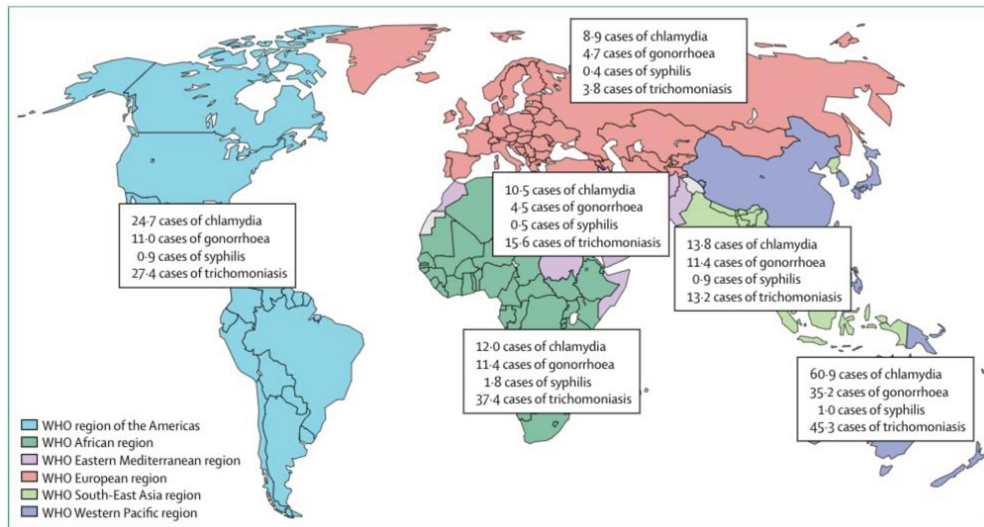 8·9 cases of chlamydia
4·7 cases of gonorrhoea
0·4 cases of syphilis
3·8 cases of trichomoniasis
10·5 cases of chlamydia
4·5 cases of gonorrhoea
0·5 cases of syphilis
15·6 cases of trichomoniasis
24·7 cases of chlamydia
11·0 cases of gonorrhoea
0·9 cases of syphilis
27·4 cases of trichomoniasis
13·8 cases of chlamydia
11·4 cases of gonorrhoea
0·9 cases of syphilis
13·2 cases of trichomoniasis
12·0 cases of chlamydia
11·4 cases of gonorrhoea
1·8 cases of syphilis
37·4 cases of trichomoniasis
60·9 cases of chlamydia
35·2 cases of gonorrhoea
1·0 cases of syphilis
45·3 cases of trichomoniasis
WHO region of the Americas
WHO African region
WHO Eastern Mediterranean region
WHO European region
WHO South-East Asia region
WHO Western Pacific region